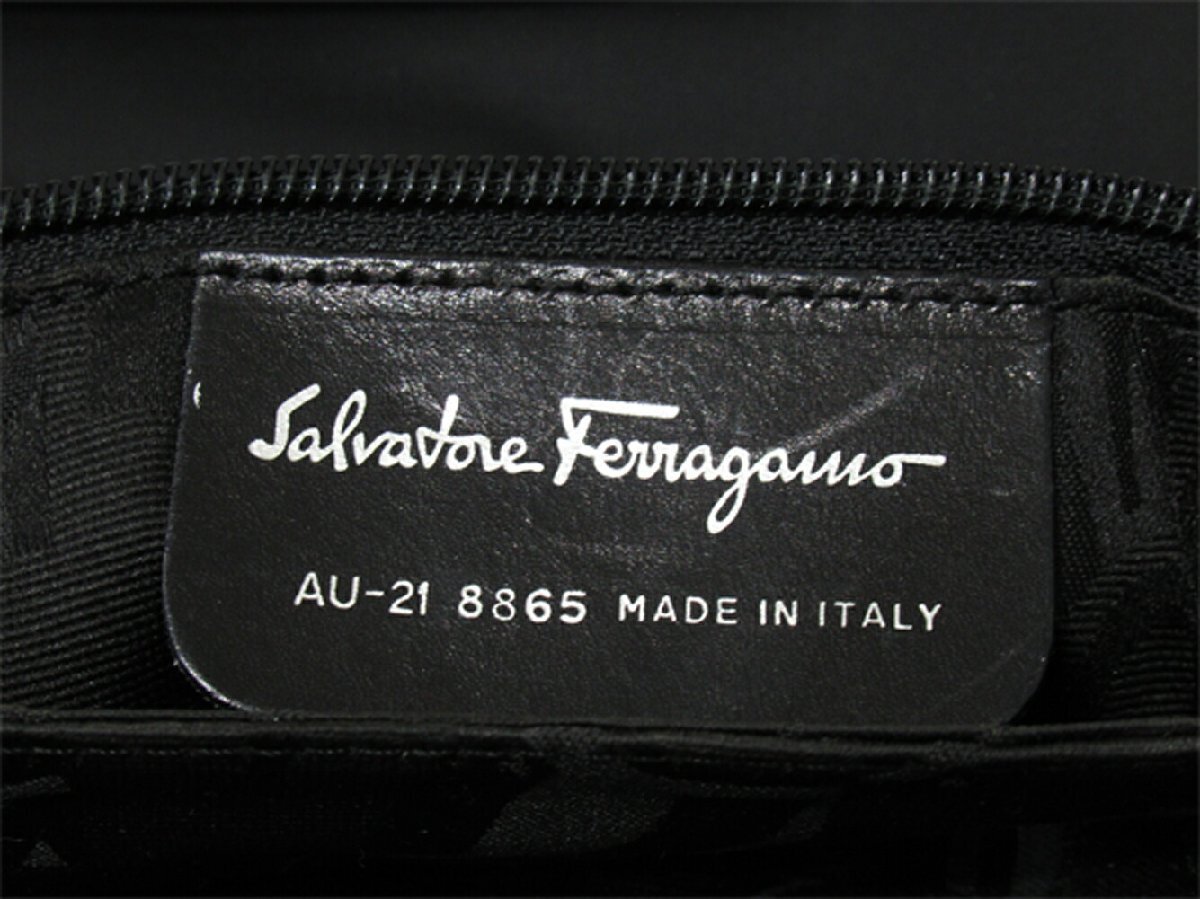 Salvatore Ferragamo
AU-21 8865 MADE IN ITALY